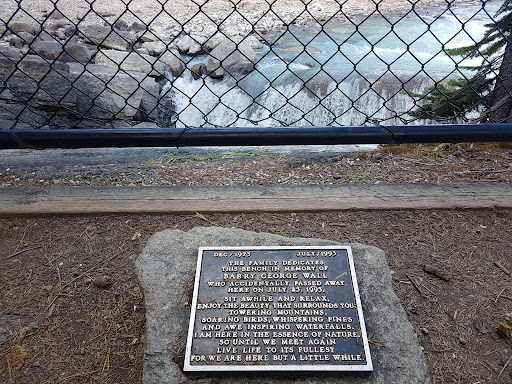 DEC/1973 JULY/1993
THE FAMILY DEDICATES
THIS BENCH IN MEMORY OF
BARRY GEORGE WALL
WHO ACCIDENTALLY PASSED AWAY
HERE ON JULY 23, 1993.
SIT AWHILE AND RELAX,
ENJOY THE BEAUTY THAT SURROUNDS YOU:
TOWERING MOUNTAINS,
SOARING BIRDS, WHISPERING PINES
AND AWE INSPIRING WATERFALLS.
I AM HERE IN THE ESSENCE OF NATURE,
SO UNTIL WE MEET AGAIN
LIVE LIFE TO ITS FULLEST
FOR WE ARE HERE BUT A LITTLE WHILE.